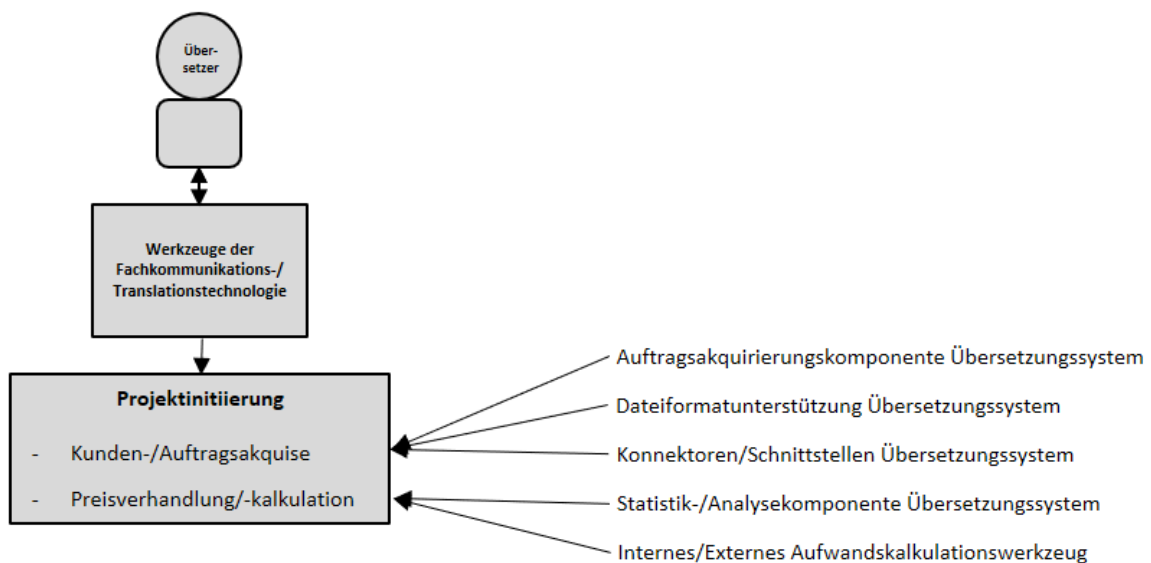 Über-
setzer
Werkzeuge der
Fachkommunikations-/
Translationstechnologie
Projektinitiierung
- Kunden-/Auftragsakquise
- Preisverhandlung/-kalkulation
Auftragsakquirierungskomponente Übersetzungssystem
Dateiformatunterstützung Übersetzungssystem
Konnektoren/Schnittstellen Übersetzungssystem
Statistik-/Analysekomponente Übersetzungssystem
Internes/Externes Aufwandskalkulationswerkzeug